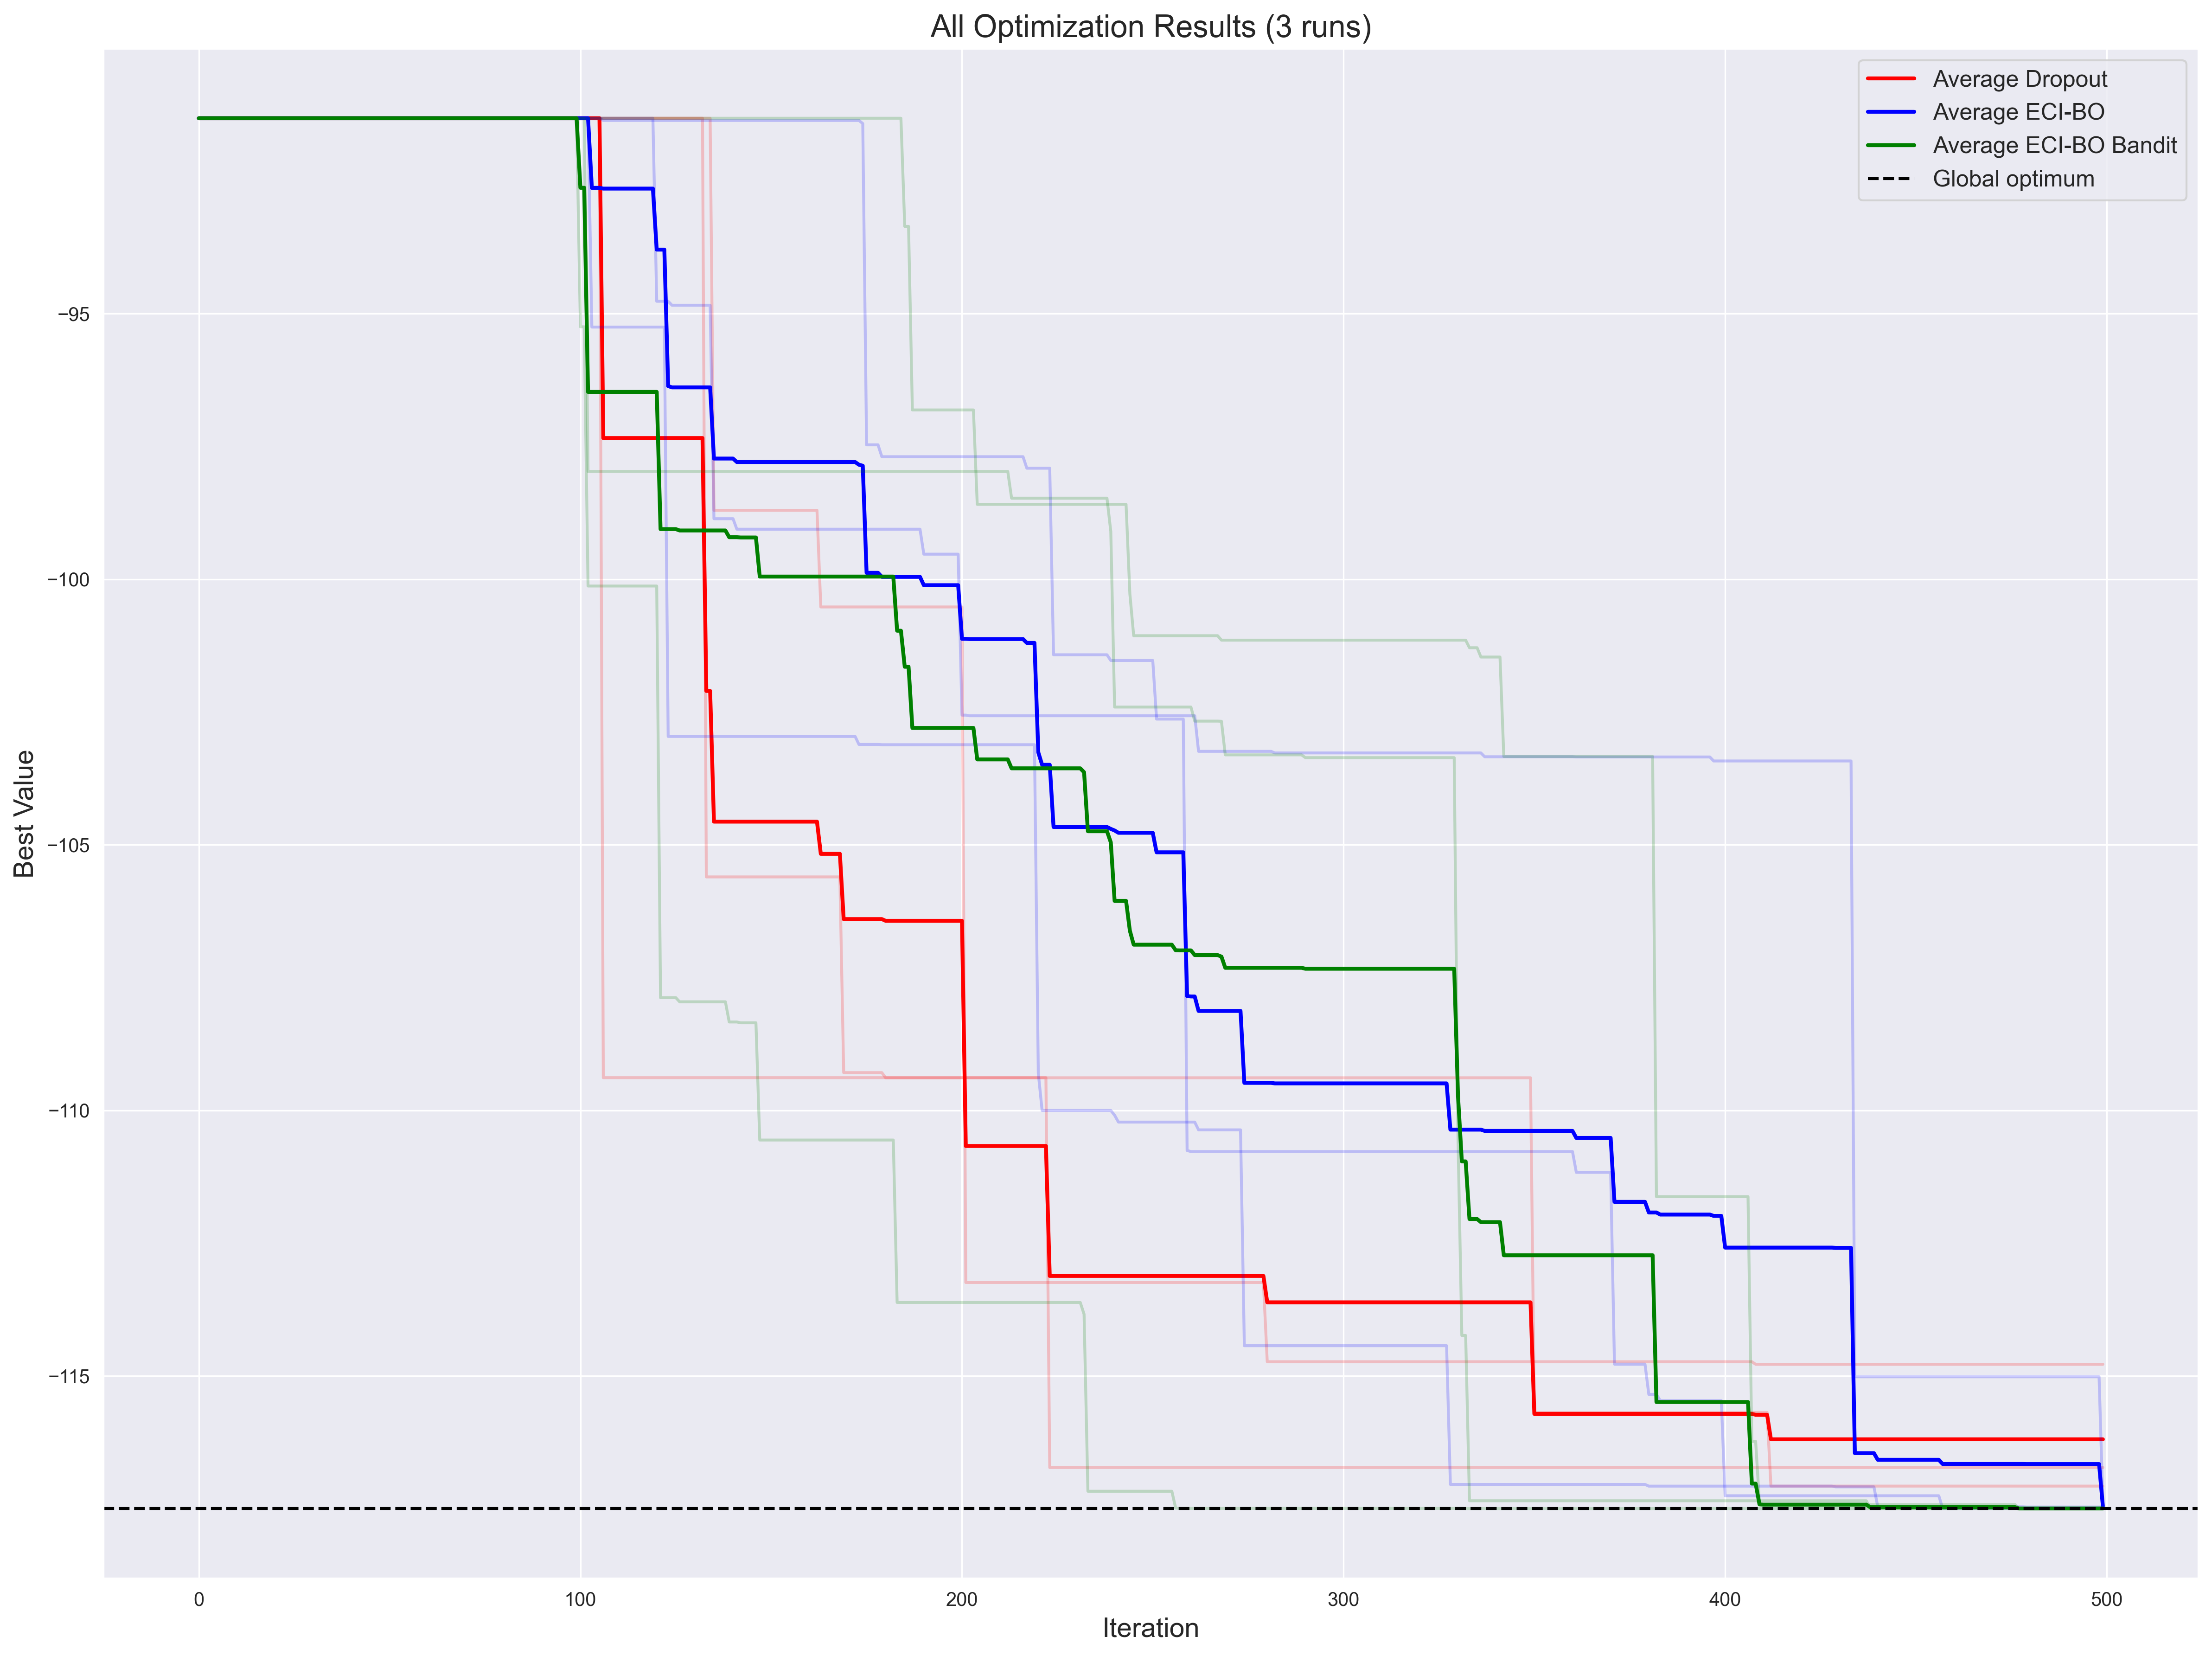 All Optimization Results (3 runs)
Average Dropout
Average ECI-BO
Average ECI-BO Bandit
Global optimum
Best Value
−95
−100
−105
−110
−115
0
100
200
300
400
500
Iteration